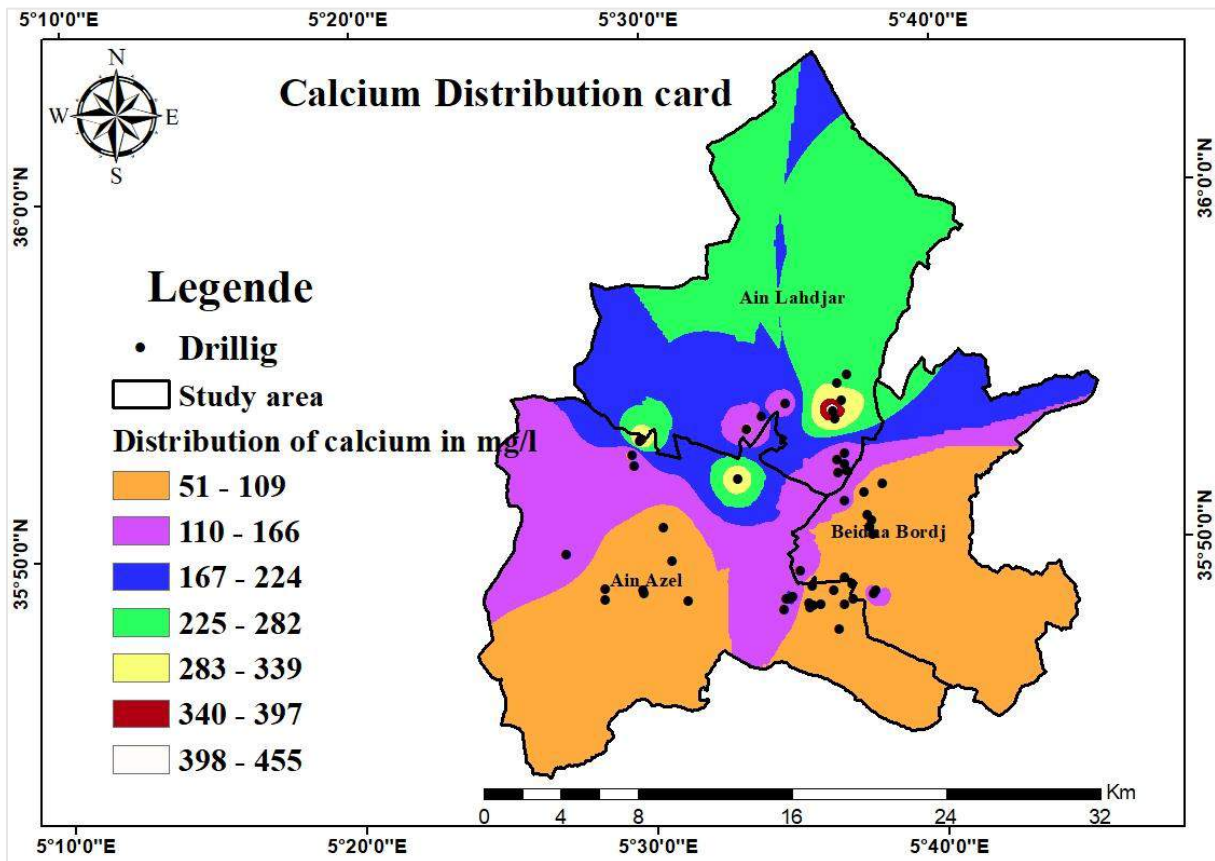 5°10'0"E 5°20'0"E 5°30'0"E 5°40'0"E
N
W E
S
Calcium Distribution card
36°0'0"N
36°0'0"N
Ain Lahdjar
Legende
Drillig
Study area
Distribution of calcium in mg/l
51 - 109
110 - 166
167 - 224
225 - 282
283 - 339
340 - 397
398 - 455
35°50'0"N
35°50'0"N
Beidha Bordj
Ain Azel
Km
0 4 8 16 24 32
5°10'0"E 5°20'0"E 5°30'0"E 5°40'0"E